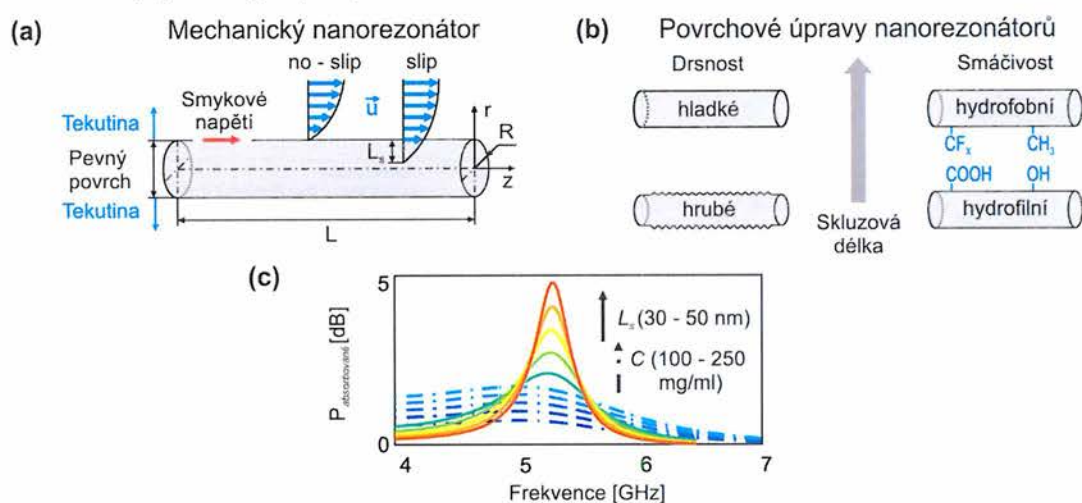 (a)
Mechanický nanorezonátor
no - slip
slip
Smykové
napětí
u
r
R
z
Tekutina
Pevný
povrch
Tekutina
Ls
L
(b)
Povrchové úpravy nanorezonátorů
Drsnost
Smáčivost
hladké
hrubé
Skluzová
délka
hydrofobní
CFx
CH3
COOH
OH
hydrofilní
(c)
5
0
Pabsorbované [dB]
Ls (30 - 50 nm)
C (100 - 250
mg/ml)
4
5
6
7
Frekvence [GHz]